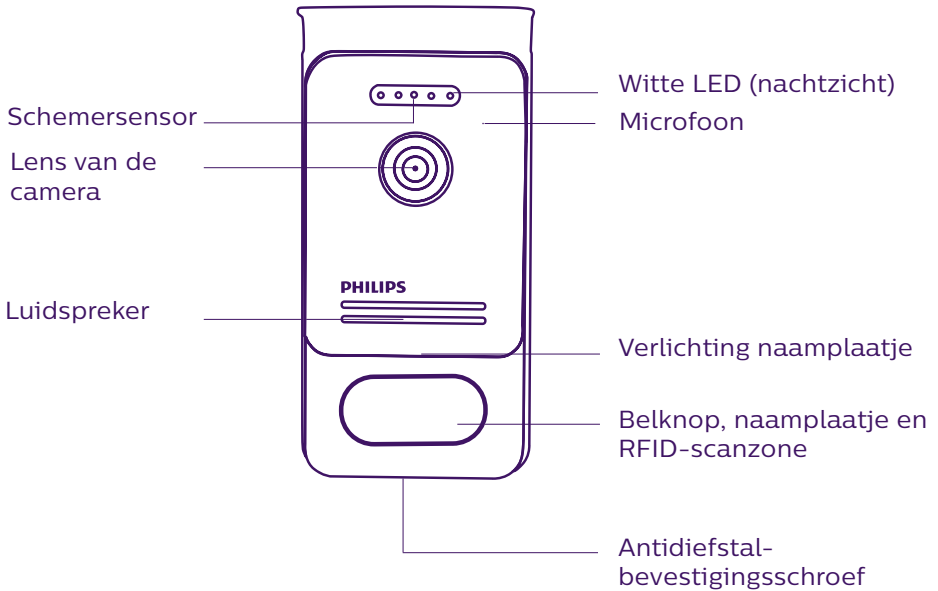 Schemersensor
Lens van de
camera
Luidspreker
PHILIPS
Witte LED (nachtzicht)
Microfoon
Verlichting naamplaatje
Belknop, naamplaatje en
RFID-scanzone
Antidiefstal-
bevestigingsschroef